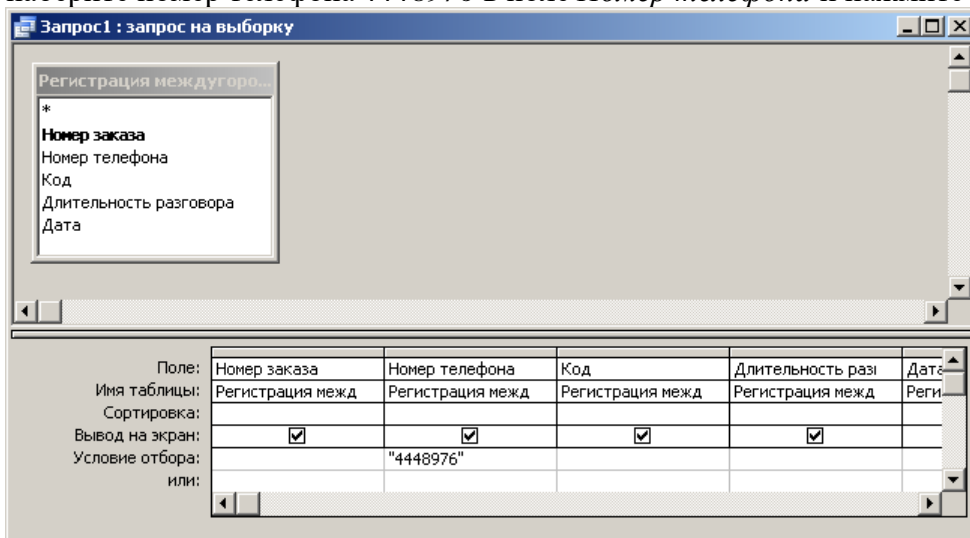 наберите номер телефона 4448976 в поле Номер телефона и нажмите
Запрос1 : запрос на выборку
Регистрация междугоро...
*
Номер заказа
Номер телефона
Код
Длительность разговора
Дата
Поле: Номер заказа Номер телефона Код Длительность разг Дата
Имя таблицы: Регистрация межд Регистрация межд Регистрация межд Регистрация межд Реги
Сортировка:
Вывод на экран:
Условие отбора: "4448976"
или: